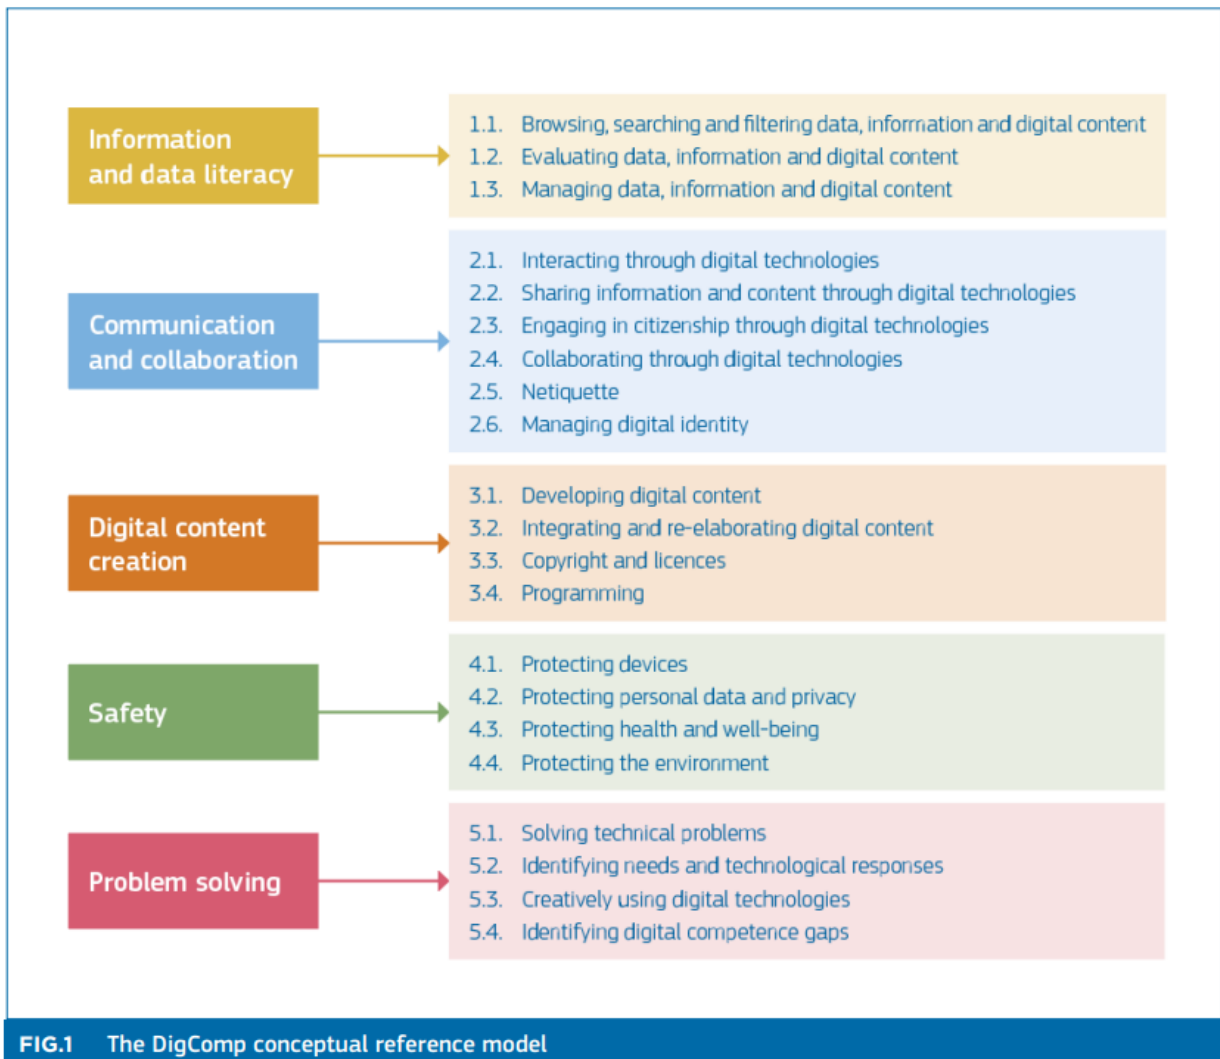 Information
and data literacy
1.1. Browsing, searching and filtering data, information and digital content
1.2. Evaluating data, information and digital content
1.3. Managing data, information and digital content
Communication
and collaboration
2.1. Interacting through digital technologies
2.2. Sharing information and content through digital technologies
2.3. Engaging in citizenship through digital technologies
2.4. Collaborating through digital technologies
2.5. Netiquette
2.6. Managing digital identity
Digital content
creation
3.1. Developing digital content
3.2. Integrating and re-elaborating digital content
3.3. Copyright and licences
3.4. Programming
Safety
4.1. Protecting devices
4.2. Protecting personal data and privacy
4.3. Protecting health and well-being
4.4. Protecting the environment
Problem solving
5.1. Solving technical problems
5.2. Identifying needs and technological responses
5.3. Creatively using digital technologies
5.4. Identifying digital competence gaps
FIG.1 The DigComp conceptual reference model